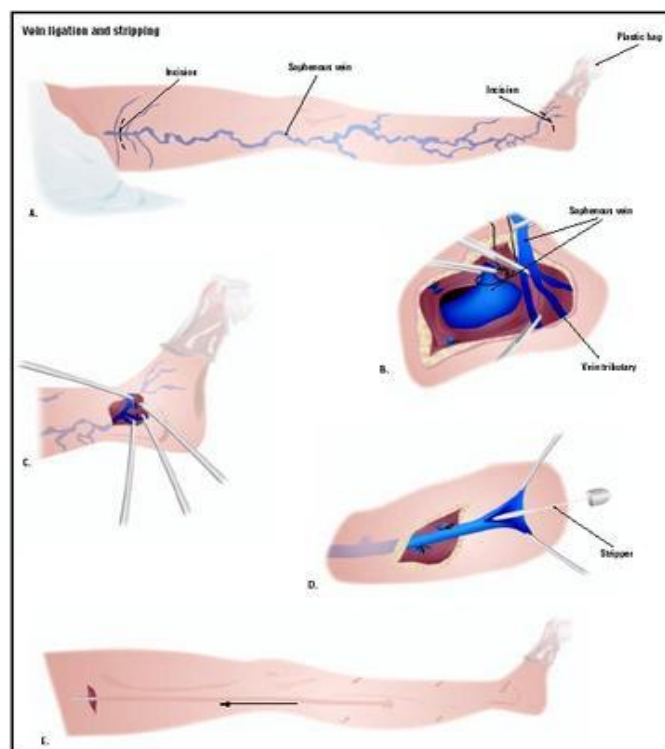 Vein ligation and stripping
Plastic bag
Saphenous vein
Incision
Incision
A.
Saphenous vein
Vein tributary
B.
C.
Stripper
D.
E.